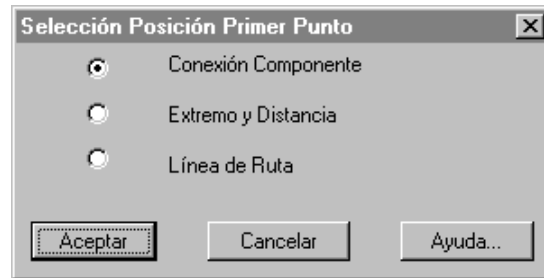 Selección Posición Primer Punto
Conexión Componente
Extremo y Distancia
Línea de Ruta
Aceptar Cancelar Ayuda...